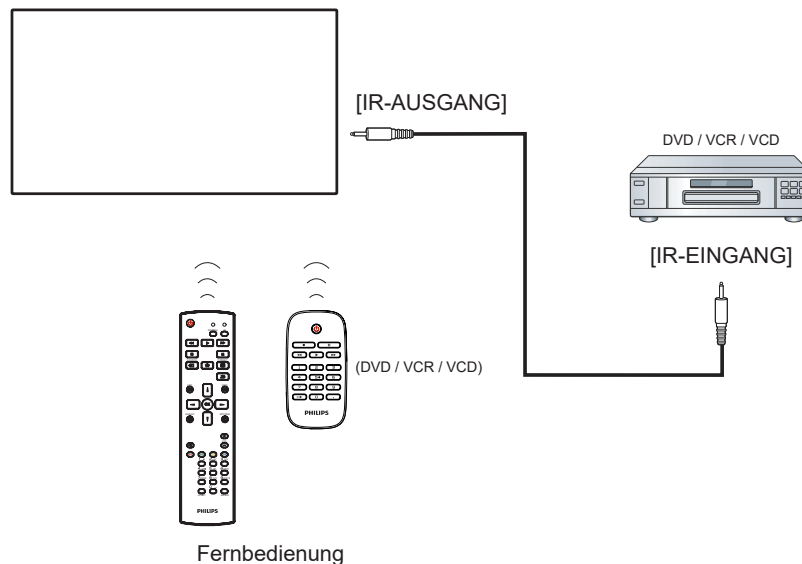 [IR-AUSGANG]
DVD / VCR / VCD
[IR-EINGANG]
(DVD / VCR / VCD)
PHILIPS
PHILIPS
Fernbedienung